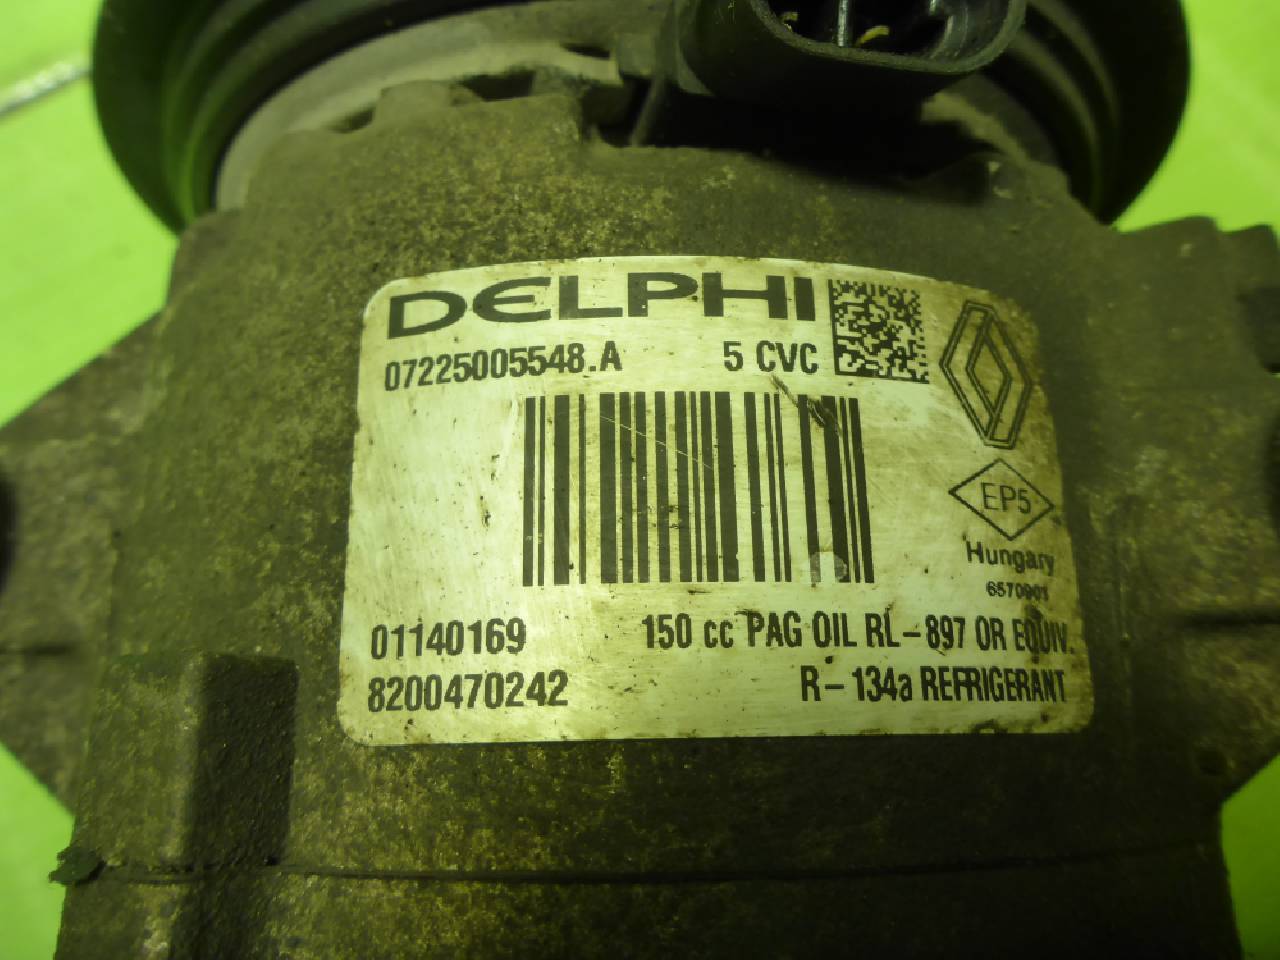 DELPHI
07225005548.A 5 CVC
EP5
Hungary
6570901
01140169 150 cc PAG OIL RL-897 OR EQUIV.
8200470242 R-134a REFRIGERANT